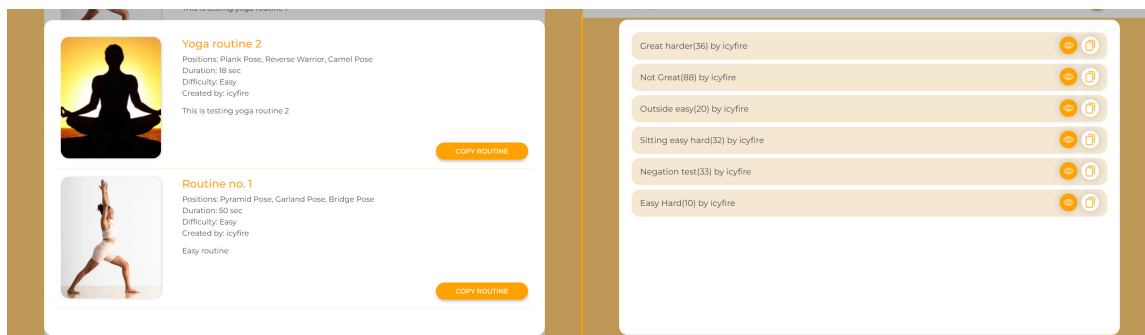 This is testing yoga routine 1
Yoga routine 2
Positions: Plank Pose, Reverse Warrior, Camel Pose
Duration: 18 sec
Difficulty: Easy
Created by: icyfire
This is testing yoga routine 2
COPY ROUTINE
Routine no. 1
Positions: Pyramid Pose, Garland Pose, Bridge Pose
Duration: 50 sec
Difficulty: Easy
Created by: icyfire
Easy routine
COPY ROUTINE
Great harder(36) by icyfire
Not Great(88) by icyfire
Outside easy(20) by icyfire
Sitting easy hard(32) by icyfire
Negation test(33) by icyfire
Easy Hard(10) by icyfire